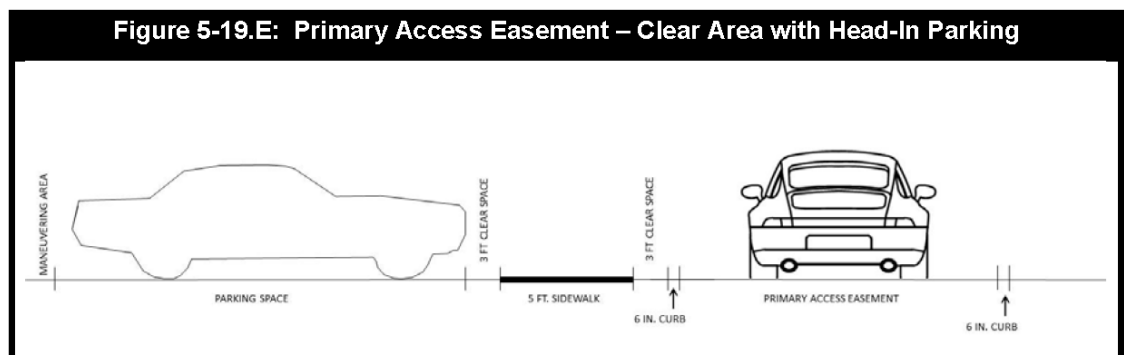 Figure 5-19.E: Primary Access Easement – Clear Area with Head-In Parking
MANEUVERING AREA
3 FT CLEAR SPACE
3 FT CLEAR SPACE
PARKING SPACE
5 FT. SIDEWALK
6 IN. CURB
PRIMARY ACCESS EASEMENT
6 IN. CURB